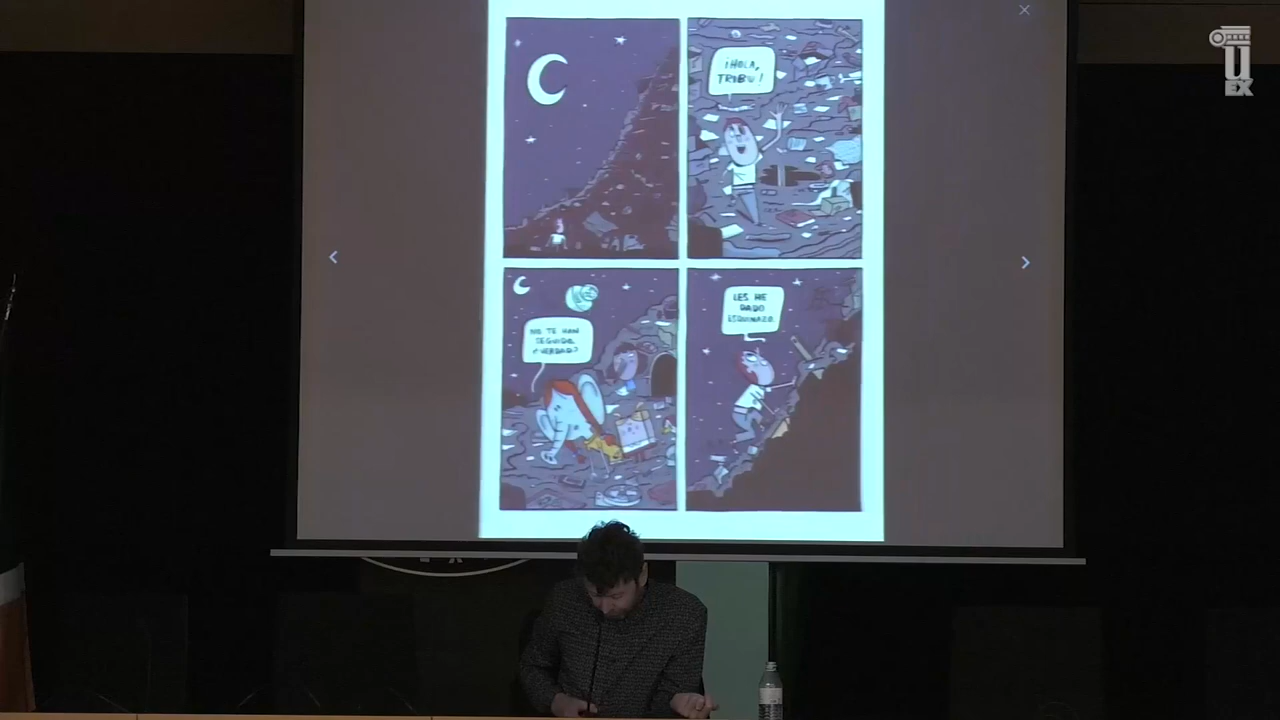 ¡HOLA,
TRIBU!
NO TE HAN
SEGUIDO,
¿VERDAD?
LES HE
DADO
ESQUINAZO.
UEX